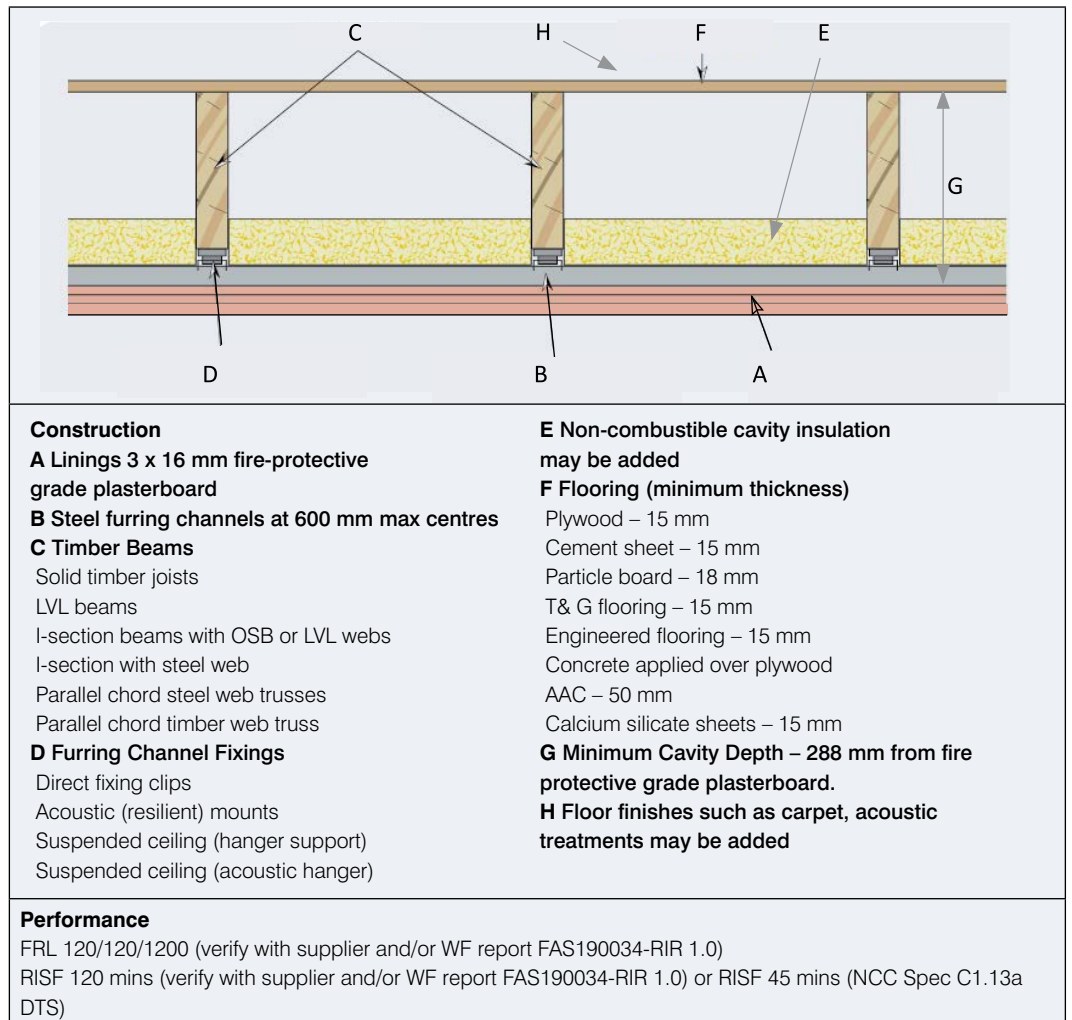 C
H
F
E
G
D
B
A
Construction
A Linings 3 x 16 mm fire-protective
grade plasterboard
B Steel furring channels at 600 mm max centres
C Timber Beams
Solid timber joists
LVL beams
I-section beams with OSB or LVL webs
I-section with steel web
Parallel chord steel web trusses
Parallel chord timber web truss
D Furring Channel Fixings
Direct fixing clips
Acoustic (resilient) mounts
Suspended ceiling (hanger support)
Suspended ceiling (acoustic hanger)
E Non-combustible cavity insulation
may be added
F Flooring (minimum thickness)
Plywood – 15 mm
Cement sheet – 15 mm
Particle board – 18 mm
T& G flooring – 15 mm
Engineered flooring – 15 mm
Concrete applied over plywood
AAC – 50 mm
Calcium silicate sheets – 15 mm
G Minimum Cavity Depth – 288 mm from fire
protective grade plasterboard.
H Floor finishes such as carpet, acoustic
treatments may be added
Performance
FRL 120/120/1200 (verify with supplier and/or WF report FAS190034-RIR 1.0)
RISF 120 mins (verify with supplier and/or WF report FAS190034-RIR 1.0) or RISF 45 mins (NCC Spec C1.13a
DTS)